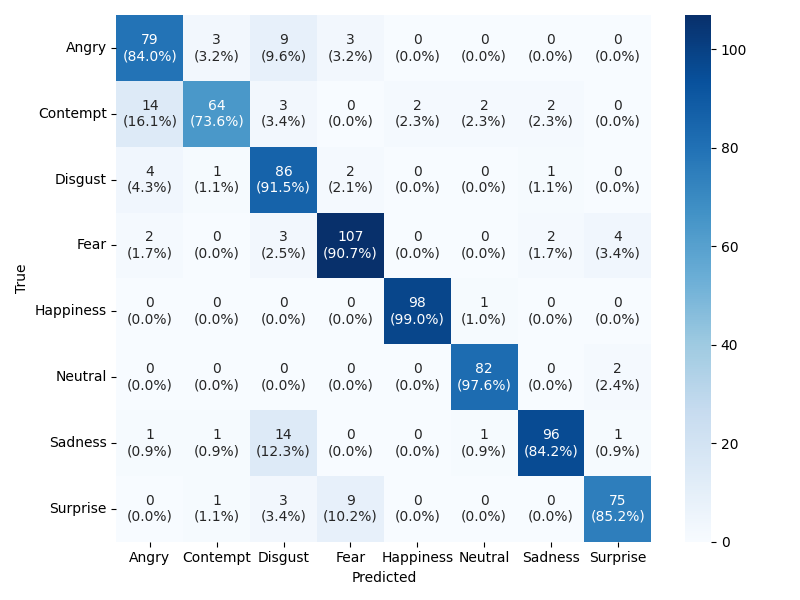 Angry 79 3 9 3 0 0 0 0
(84.0%) (3.2%) (9.6%) (3.2%) (0.0%) (0.0%) (0.0%) (0.0%)
100
Contempt 14 64 3 0 2 2 2 0
(16.1%) (73.6%) (3.4%) (0.0%) (2.3%) (2.3%) (2.3%) (0.0%)
80
Disgust 4 1 86 2 0 0 1 0
(4.3%) (1.1%) (91.5%) (2.1%) (0.0%) (0.0%) (1.1%) (0.0%)
Fear 2 0 3 107 0 0 2 4
(1.7%) (0.0%) (2.5%) (90.7%) (0.0%) (0.0%) (1.7%) (3.4%)
60
True
Happiness 0 0 0 0 98 1 0 0
(0.0%) (0.0%) (0.0%) (0.0%) (99.0%) (1.0%) (0.0%) (0.0%)
40
Neutral 0 0 0 0 0 82 0 2
(0.0%) (0.0%) (0.0%) (0.0%) (0.0%) (97.6%) (0.0%) (2.4%)
Sadness 1 1 14 0 0 1 96 1
(0.9%) (0.9%) (12.3%) (0.0%) (0.0%) (0.9%) (84.2%) (0.9%)
20
Surprise 0 1 3 9 0 0 0 75
(0.0%) (1.1%) (3.4%) (10.2%) (0.0%) (0.0%) (0.0%) (85.2%)
0
Angry Contempt Disgust Fear Happiness Neutral Sadness Surprise
Predicted